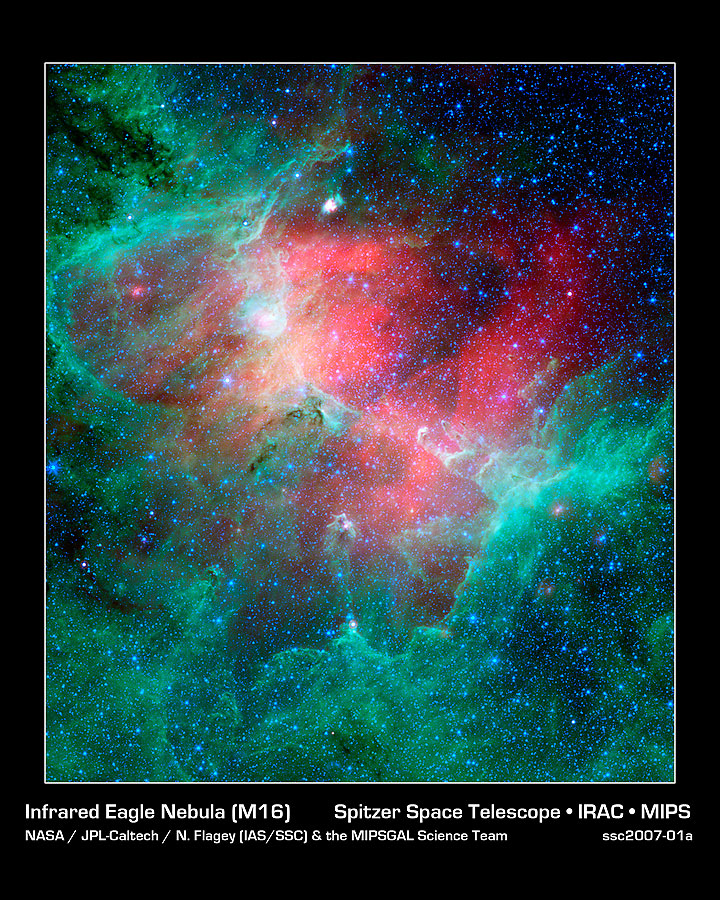 Infrared Eagle Nebula (M16) Spitzer Space Telescope • IRAC • MIPS
NASA / JPL-Caltech / N. Flagey (IAS/SSC) & the MIPSGAL Science Team ssc2007-01a